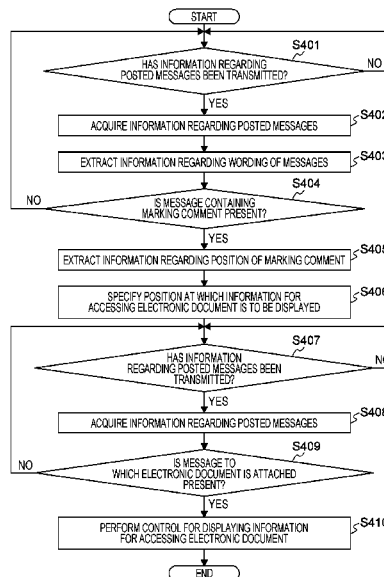 START
S401
HAS INFORMATION REGARDING
POSTED MESSAGES BEEN TRANSMITTED?
NO
YES
S402
ACQUIRE INFORMATION REGARDING POSTED MESSAGES
S403
EXTRACT INFORMATION REGARDING WORDING OF MESSAGES
S404
IS MESSAGE CONTAINING
MARKING COMMENT PRESENT?
NO
YES
S405
EXTRACT INFORMATION REGARDING POSITION OF MARKING COMMENT
S406
SPECIFY POSITION AT WHICH INFORMATION FOR
ACCESSING ELECTRONIC DOCUMENT IS TO BE DISPLAYED
S407
HAS INFORMATION
REGARDING POSTED MESSAGES BEEN
TRANSMITTED?
NO
YES
S408
ACQUIRE INFORMATION REGARDING POSTED MESSAGES
S409
IS MESSAGE TO
WHICH ELECTRONIC DOCUMENT IS ATTACHED
PRESENT?
NO
YES
S410
PERFORM CONTROL FOR DISPLAYING INFORMATION
FOR ACCESSING ELECTRONIC DOCUMENT
END